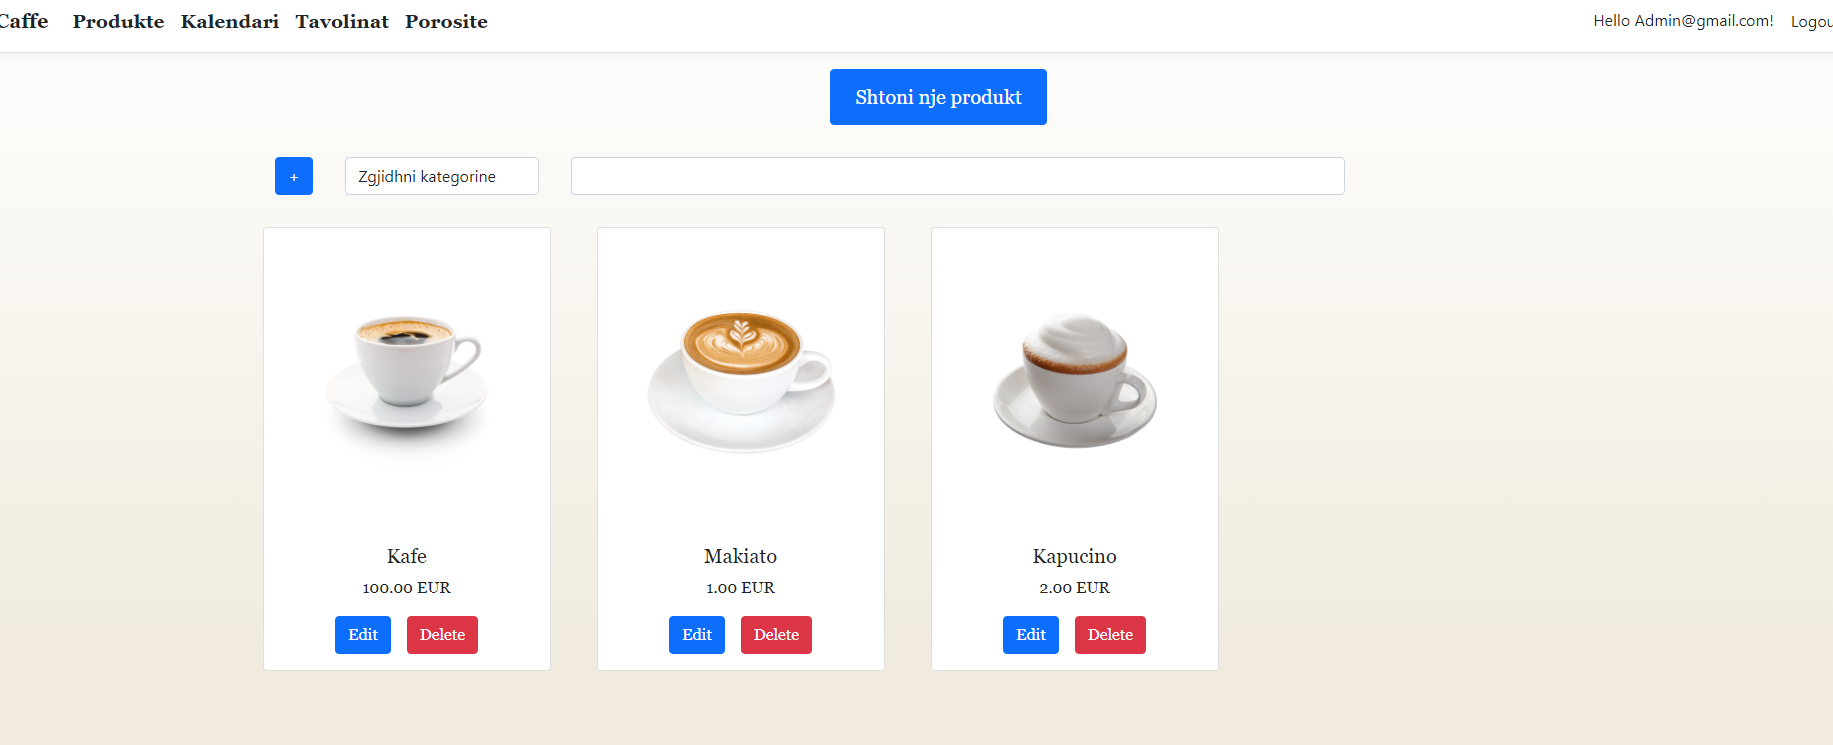 Caffe Produkte Kalendari Tavolinat Porosite Hello Admin@gmail.com! Logou
Shtoni nje produkt
+ Zgjidhni kategorine
Kafe Makiato Kapucino
100.00 EUR 1.00 EUR 2.00 EUR
Edit Delete Edit Delete Edit Delete